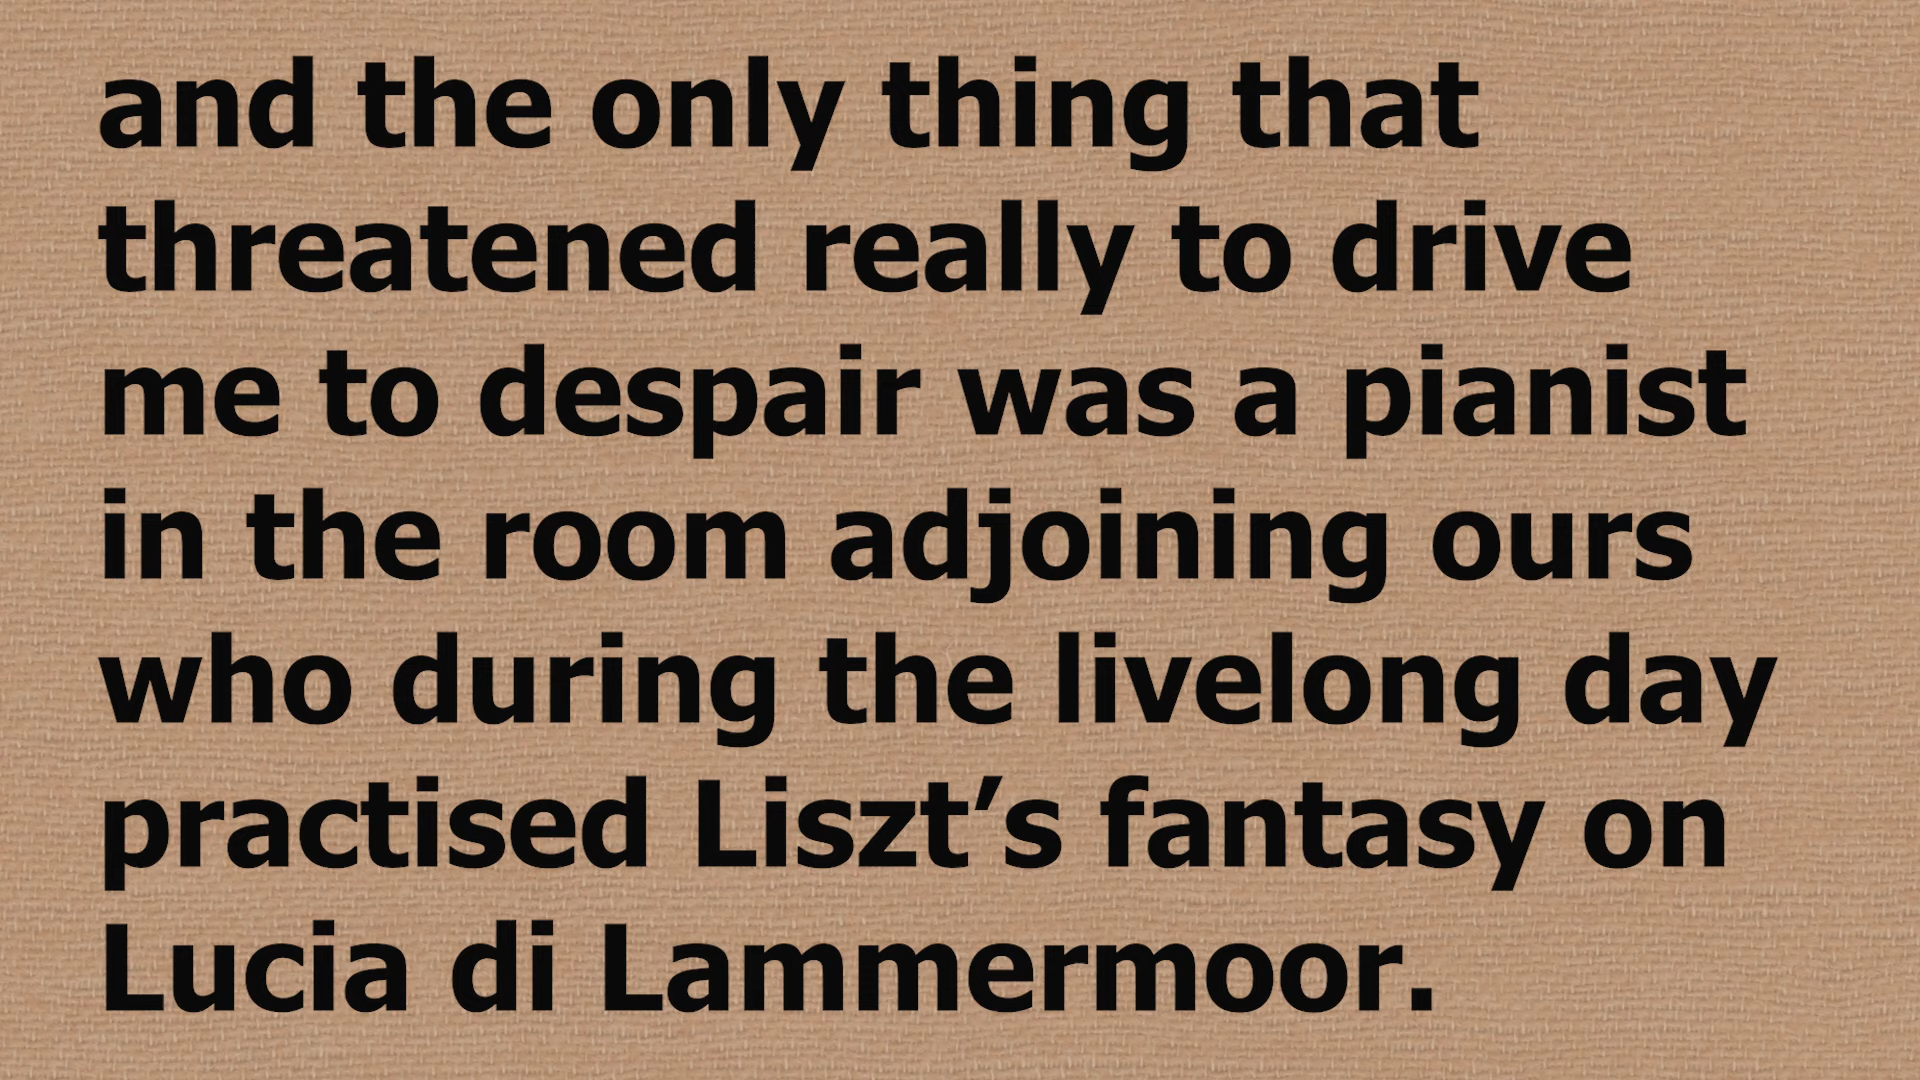 and the only thing that
threatened really to drive
me to despair was a pianist
in the room adjoining ours
who during the livelong day
practised Liszt’s fantasy on
Lucia di Lammermoor.